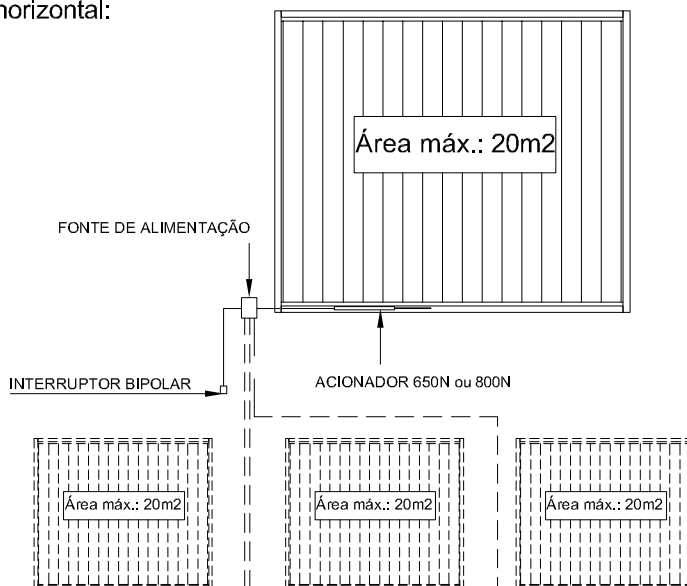 horizontal:
Área máx.: 20m2
FONTE DE ALIMENTAÇÃO
INTERRUPTOR BIPOLAR
ACIONADOR 650N ou 800N
Área máx.: 20m2
Área máx.: 20m2
Área máx.: 20m2